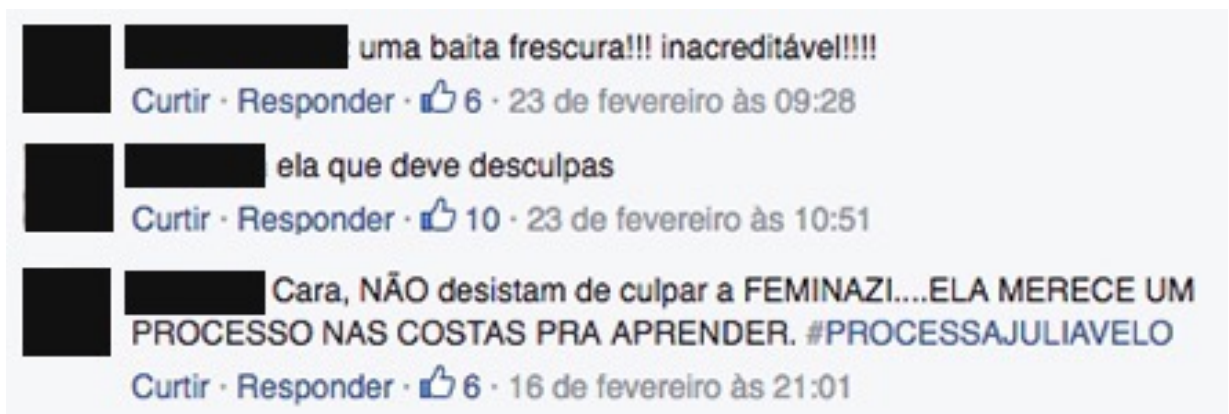 uma baita frescura!!! inacreditável!!!!
Curtir · Responder · 6 · 23 de fevereiro às 09:28
ela que deve desculpas
Curtir · Responder · 10 · 23 de fevereiro às 10:51
Cara, NÃO desistam de culpar a FEMINAZI....ELA MERECE UM
PROCESSO NAS COSTAS PRA APRENDER. #PROCESSAJULIAVELO
Curtir · Responder · 6 · 16 de fevereiro às 21:01